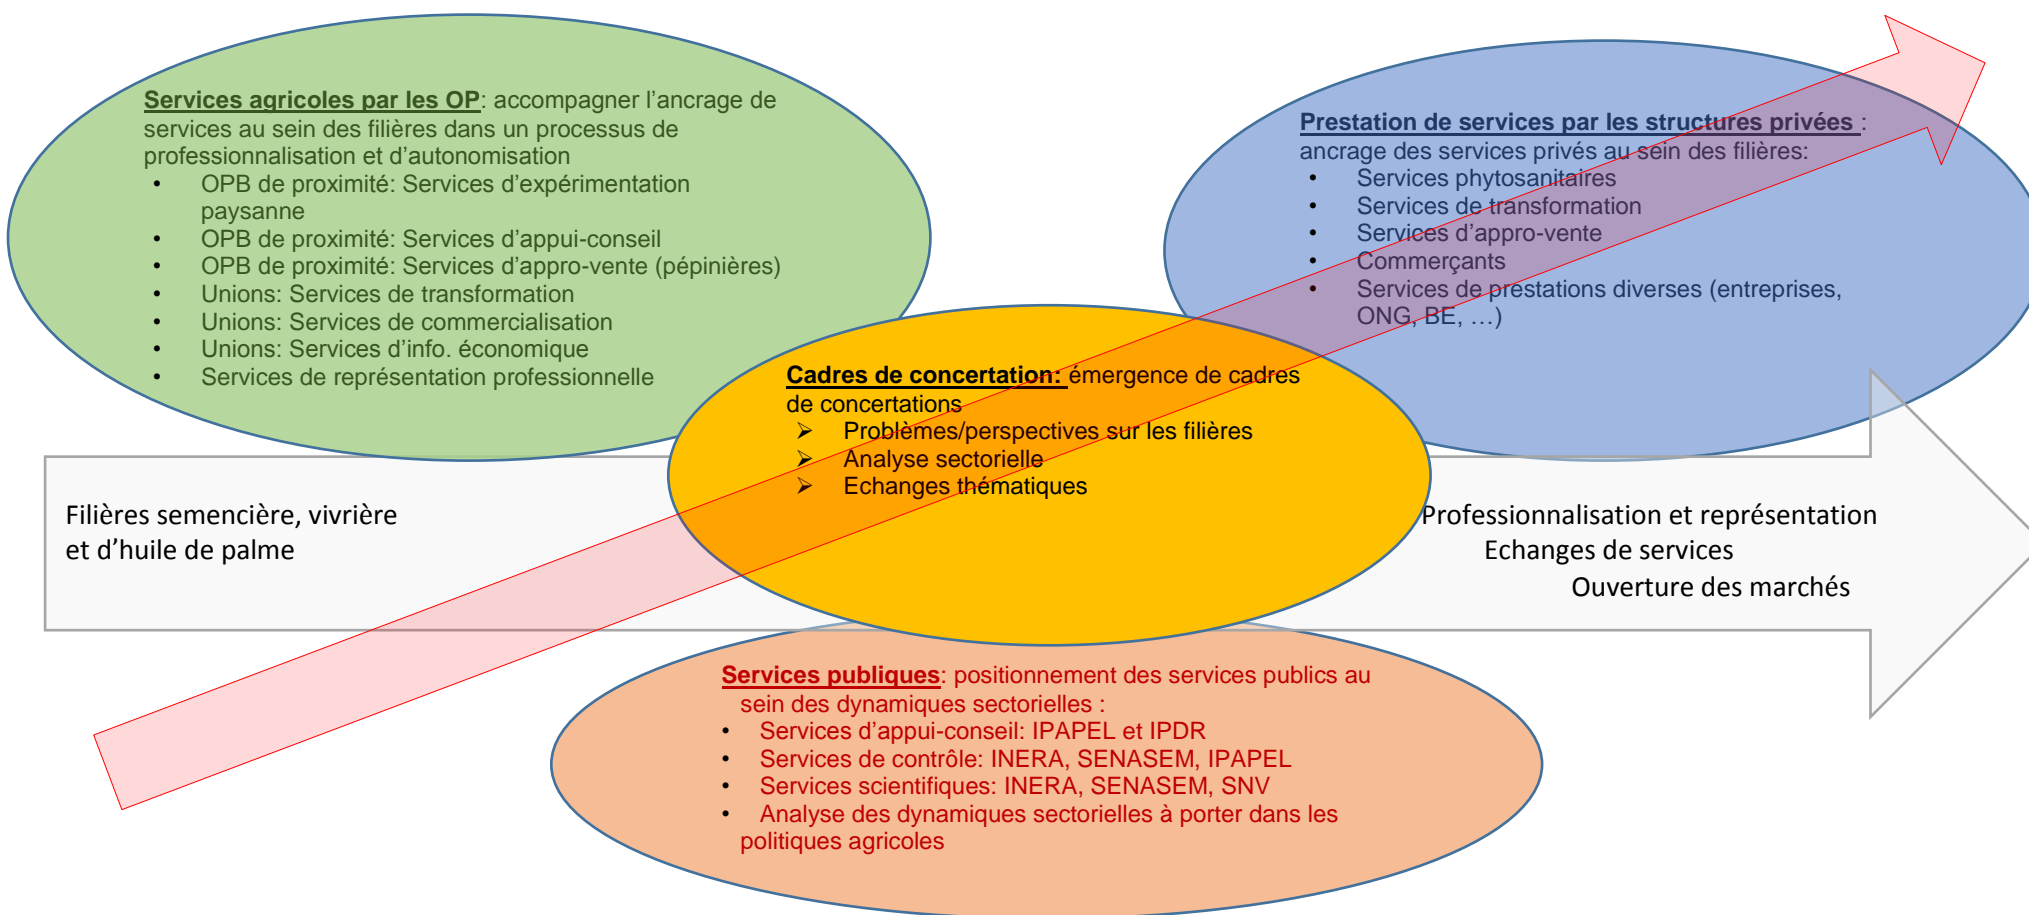 Services agricoles par les OP: accompagner l’ancrage de
services au sein des filières dans un processus de
professionnalisation et d’autonomisation
• OPB de proximité: Services d’expérimentation
paysanne
• OPB de proximité: Services d’appui-conseil
• OPB de proximité: Services d’appro-vente (pépinières)
• Unions: Services de transformation
• Unions: Services de commercialisation
• Unions: Services d’info. économique
• Services de représentation professionnelle
Prestation de services par les structures privées :
ancrage des services privés au sein des filières:
• Services phytosanitaires
• Services de transformation
• Services d’appro-vente
• Commerçants
• Services de prestations diverses (entreprises,
ONG, BE, …)
Cadres de concertation: émergence de cadres
de concertations
➢ Problèmes/perspectives sur les filières
➢ Analyse sectorielle
➢ Echanges thématiques
Filières semencière, vivrière
et d’huile de palme
Professionnalisation et représentation
Echanges de services
Ouverture des marchés
Services publiques: positionnement des services publics au
sein des dynamiques sectorielles :
• Services d’appui-conseil: IPAPEL et IPDR
• Services de contrôle: INERA, SENASEM, IPAPEL
• Services scientifiques: INERA, SENASEM, SNV
• Analyse des dynamiques sectorielles à porter dans les
politiques agricoles